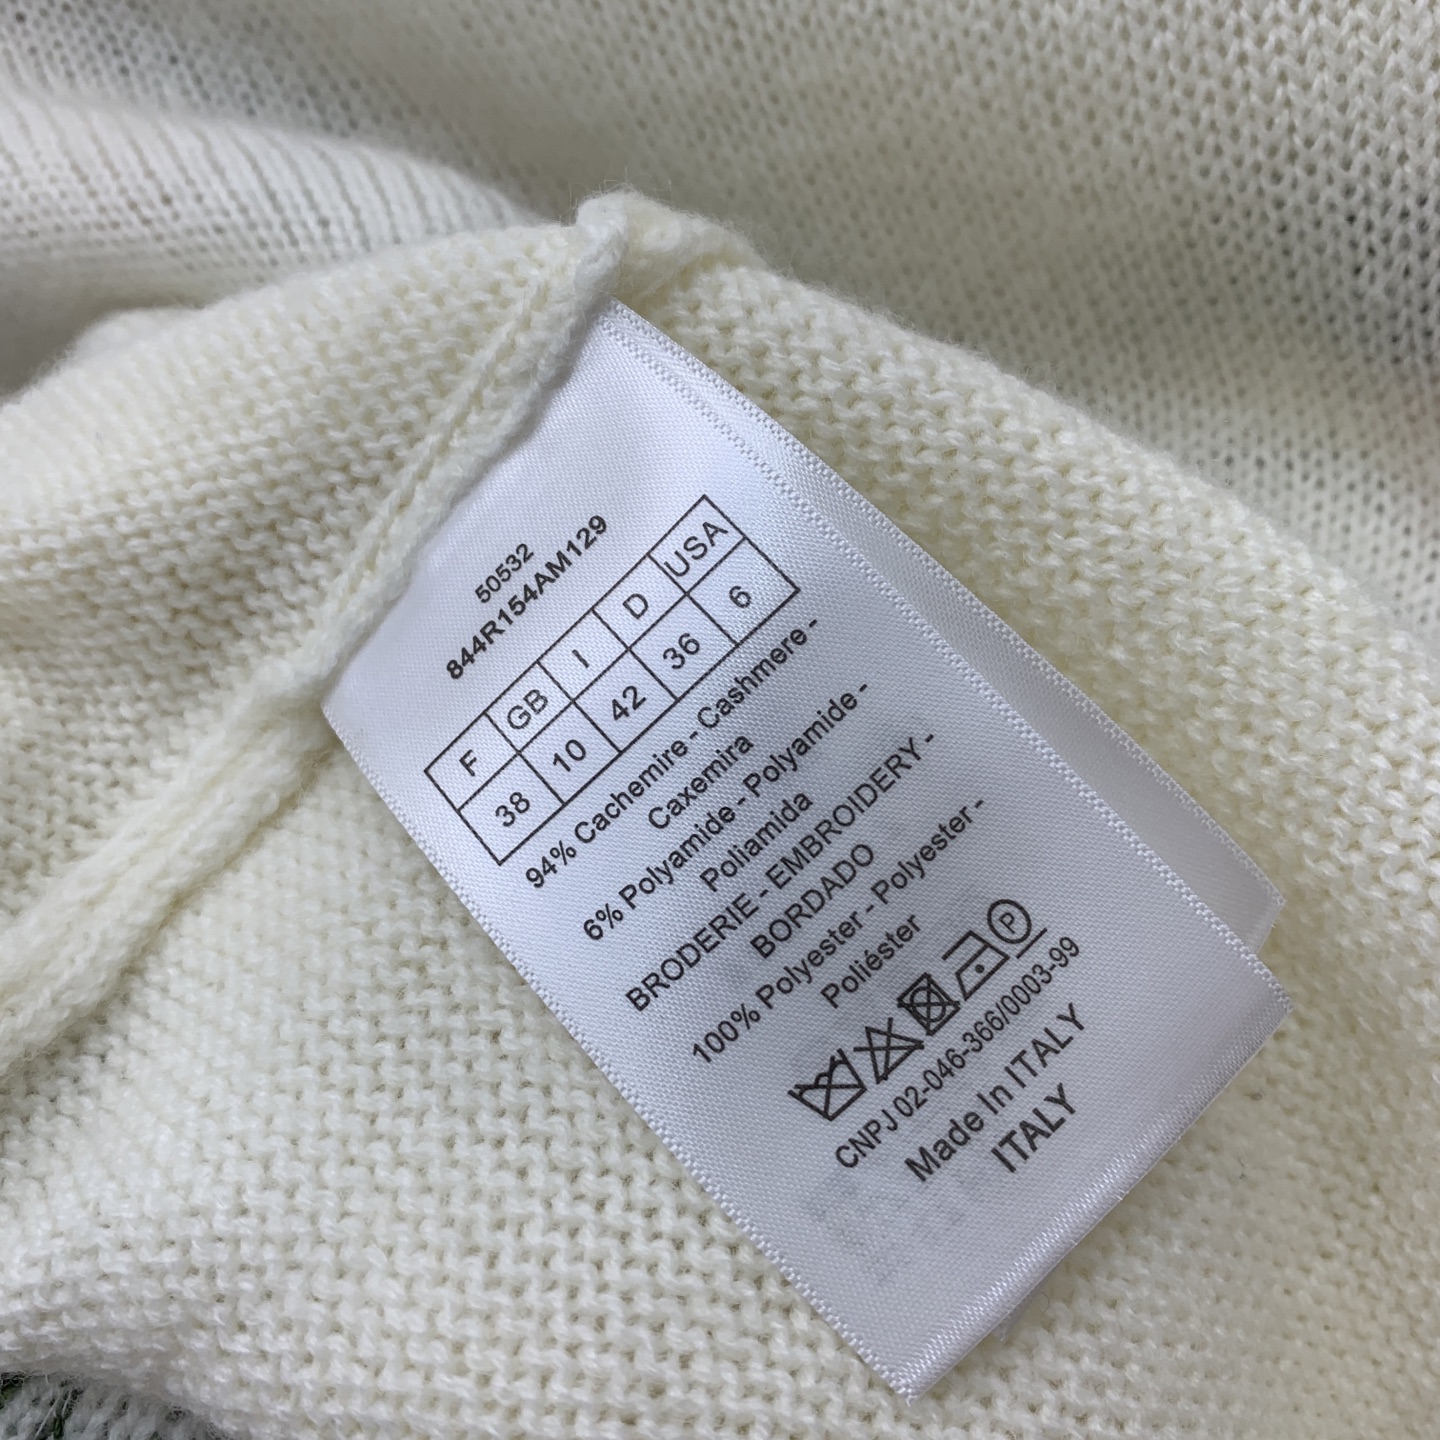 50532
844R154AM129
F GB I D USA
38 10 42 36 6
94% Cachemire - Cashmere -
Caxemira
6% Polyamide - Polyamide -
Poliamida
BRODERIE - EMBROIDERY -
BORDADO
100% Polyester - Polyester -
Poliéster
P
CNPJ 02-046-366/0003-99
Made In ITALY
ITALY